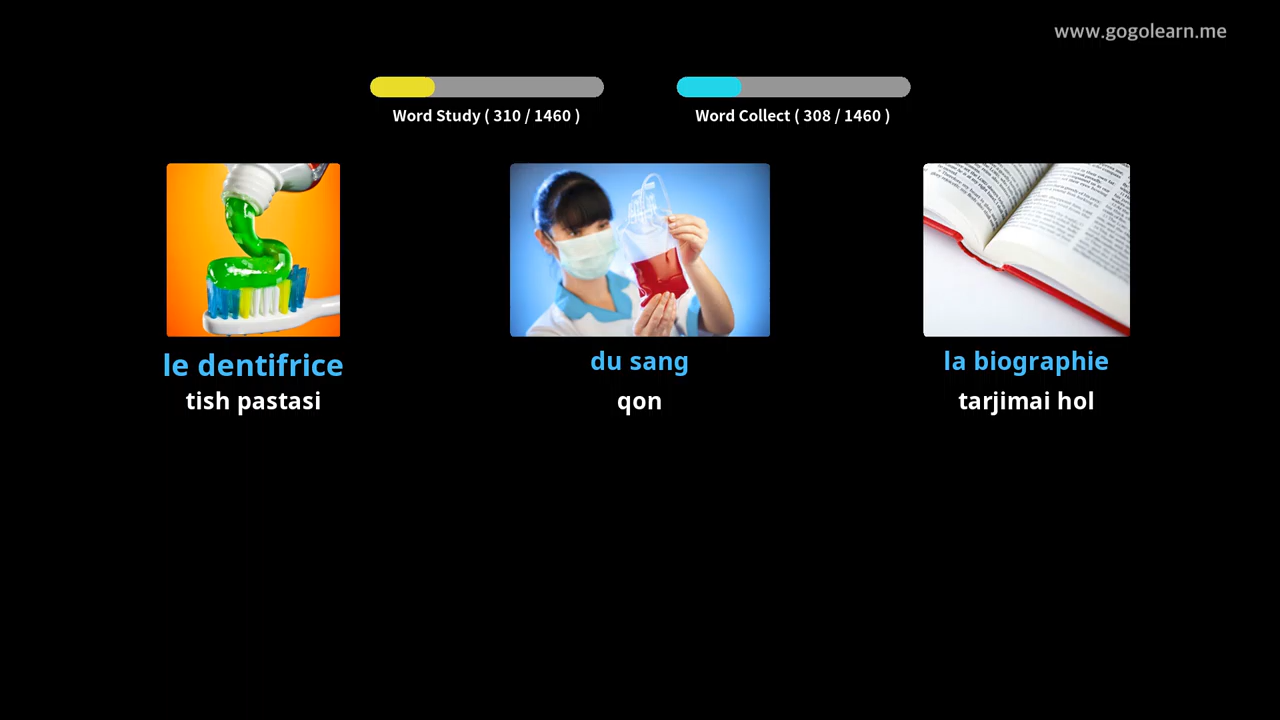 www.gogolearn.me
Word Study ( 310 / 1460 )
Word Collect ( 308 / 1460 )
le dentifrice
tish pastasi
du sang
qon
la biographie
tarjimai hol